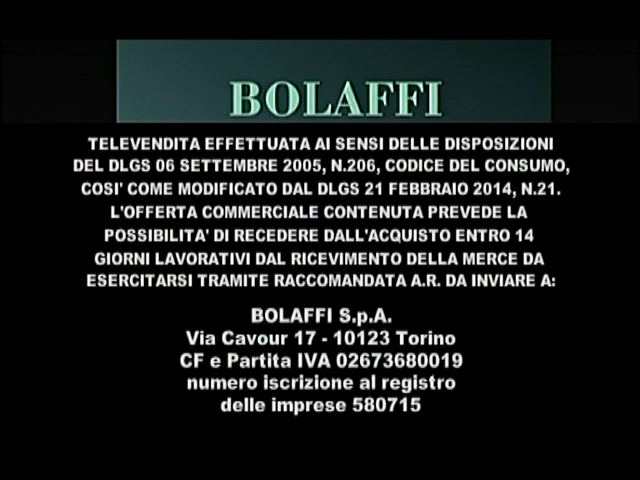 BOLAFFI
TELEVENDITA EFFETTUATA AI SENSI DELLE DISPOSIZIONI
DEL DLGS 06 SETTEMBRE 2005, N.206, CODICE DEL CONSUMO,
COSI' COME MODIFICATO DAL DLGS 21 FEBBRAIO 2014, N.21.
L'OFFERTA COMMERCIALE CONTENUTA PREVEDE LA
POSSIBILITA' DI RECEDERE DALL'ACQUISTO ENTRO 14
GIORNI LAVORATIVI DAL RICEVIMENTO DELLA MERCE DA
ESERCITARSI TRAMITE RACCOMANDATA A.R. DA INVIARE A:
BOLAFFI S.p.A.
Via Cavour 17 - 10123 Torino
CF e Partita IVA 02673680019
numero iscrizione al registro
delle imprese 580715